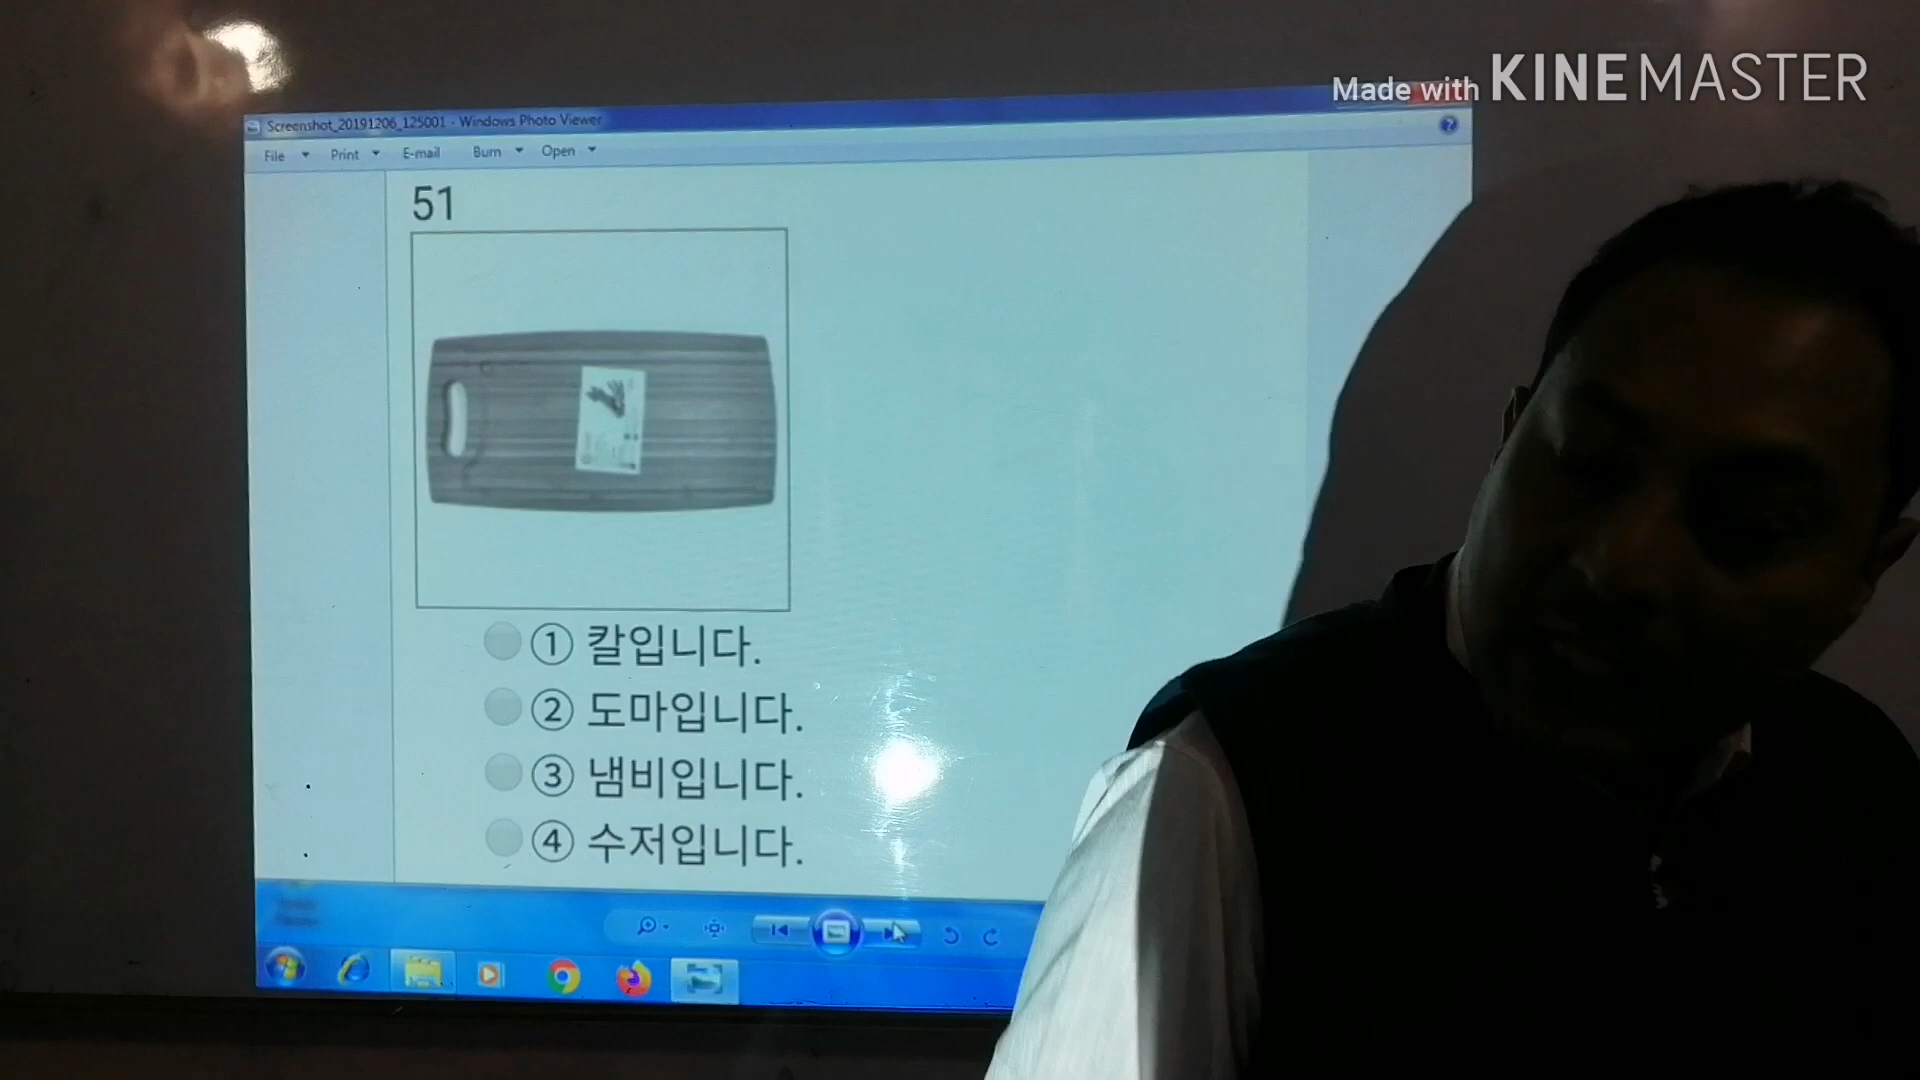 Made with KINEMASTER
Screenshot_20191206_125001 - Windows Photo Viewer
File Print E-mail Burn Open
51
① 칼입니다.
② 도마입니다.
③ 냄비입니다.
④ 수저입니다.